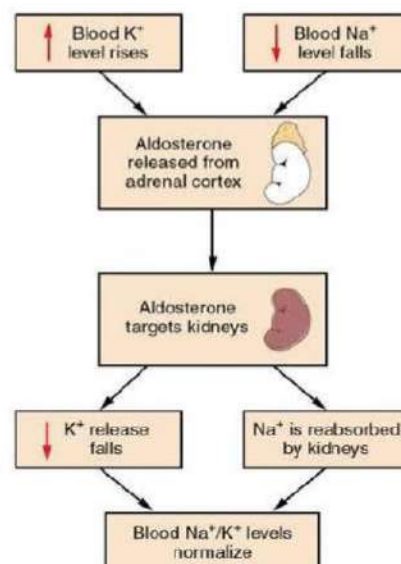 Blood K⁺
level rises
Blood Na⁺
level falls
Aldosterone
released from
adrenal cortex
Aldosterone
targets kidneys
K⁺ release
falls
Na⁺ is reabsorbed
by kidneys
Blood Na⁺/K⁺ levels
normalize